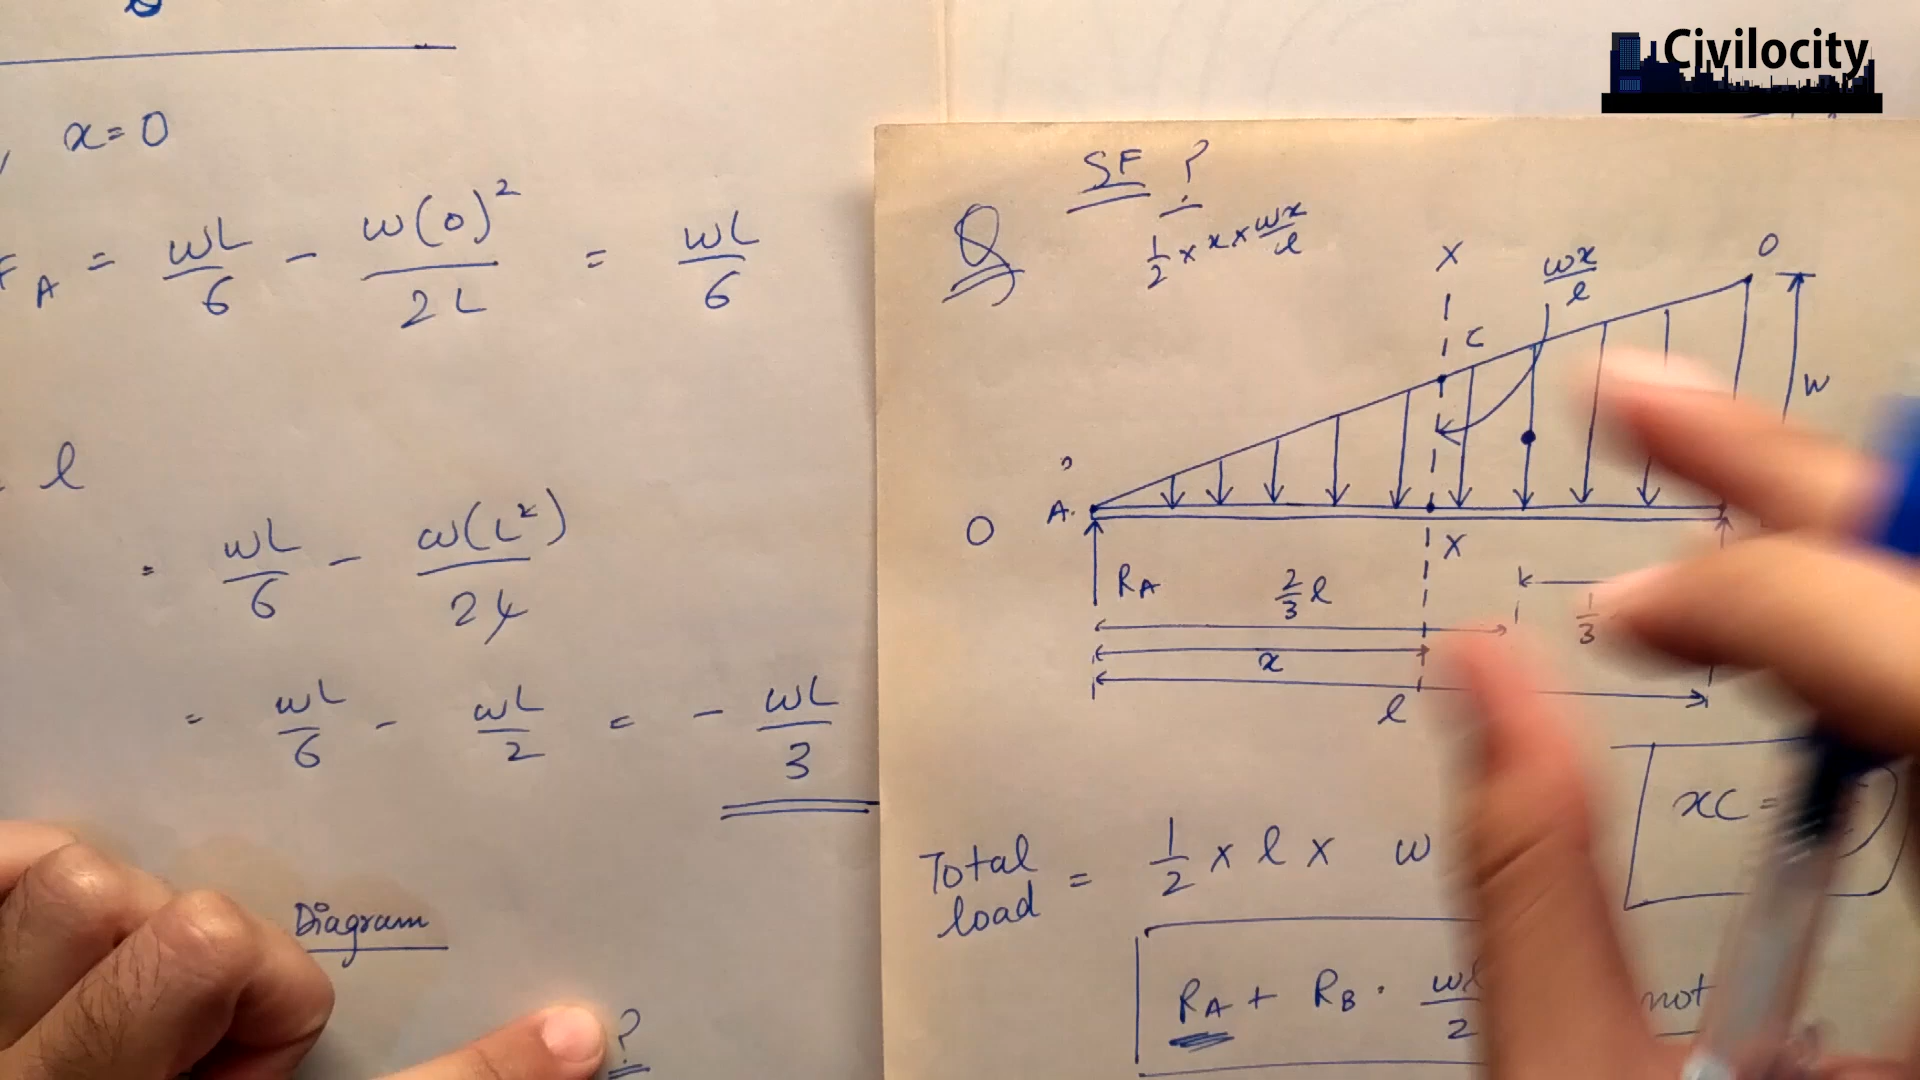 Civilocity
x = 0
F_A = wL/6 - w(0)²/2L = wL/6
l
= wL/6 - w(L²)/2L
= wL/6 - wL/2 = - wL/3
Diagram
?
SF ?
Q
1/2 × x × wx/l
X
wx/l
O
C
w
A
O
X
R_A
2/3 l
1/3
x
l
xC =
Total load = 1/2 × l × w
R_A + R_B
2
not